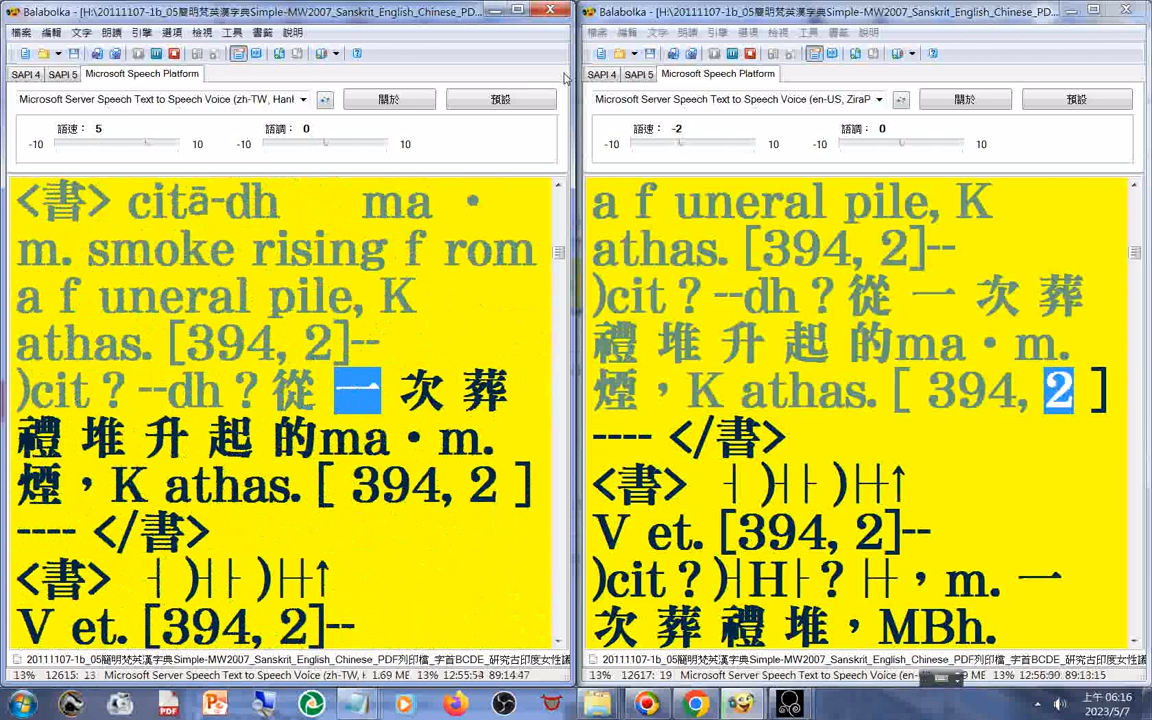 Balabolka - [H:\20111107-1b_05簡明梵英漢字典Simple-MW2007_Sanskrit_English_Chinese_PD...
檔案 編輯 文字 朗讀 引擎 選項 檢視 工具 書籤 說明
SAPI 4 SAPI 5 Microsoft Speech Platform
Microsoft Server Speech Text to Speech Voice (zh-TW, Hanl
關於 預設
語速： 5 語調： 0
-10 10 -10 10
<書> citā-dh ma・
m. smoke rising f rom
a f uneral pile, K
athas. [394, 2]--
)cit？--dh？從 一 次 葬
禮 堆 升 起 的ma・m.
煙，K athas.［ 394, 2 ］
---- </書>
<書> ┤)┤├ )├┼↑
V et. [394, 2]--
20111107-1b_05簡明梵英漢字典Simple-MW2007_Sanskrit_English_Chinese_PDF列印檔_字首BCDE_研究古印度女性議
13% 12615: 13 Microsoft Server Speech Text to Speech Voice (zh-TW, H 1.69 MB 13% 12:55:54 89:14:47
Balabolka - [H:\20111107-1b_05簡明梵英漢字典Simple-MW2007_Sanskrit_English_Chinese_PD...
檔案 編輯 文字 朗讀 引擎 選項 檢視 工具 書籤 說明
SAPI 4 SAPI 5 Microsoft Speech Platform
Microsoft Server Speech Text to Speech Voice (en-US, ZiraP
關於 預設
語速： -2 語調： 0
-10 10 -10 10
a f uneral pile, K
athas. [394, 2]--
)cit？--dh？從 一 次 葬
禮 堆 升 起 的ma・m.
煙，K athas.［ 394, 2 ］
---- </書>
<書> ┤)┤├ )├┼↑
V et. [394, 2]--
)cit？)┤H├？├┤，m. 一
次 葬 禮 堆，MBh.
20111107-1b_05簡明梵英漢字典Simple-MW2007_Sanskrit_English_Chinese_PDF列印檔_字首BCDE_研究古印度女性議
13% 12617: 19 Microsoft Server Speech Text to Speech Voice (en-
上午 06:16
2023/5/7